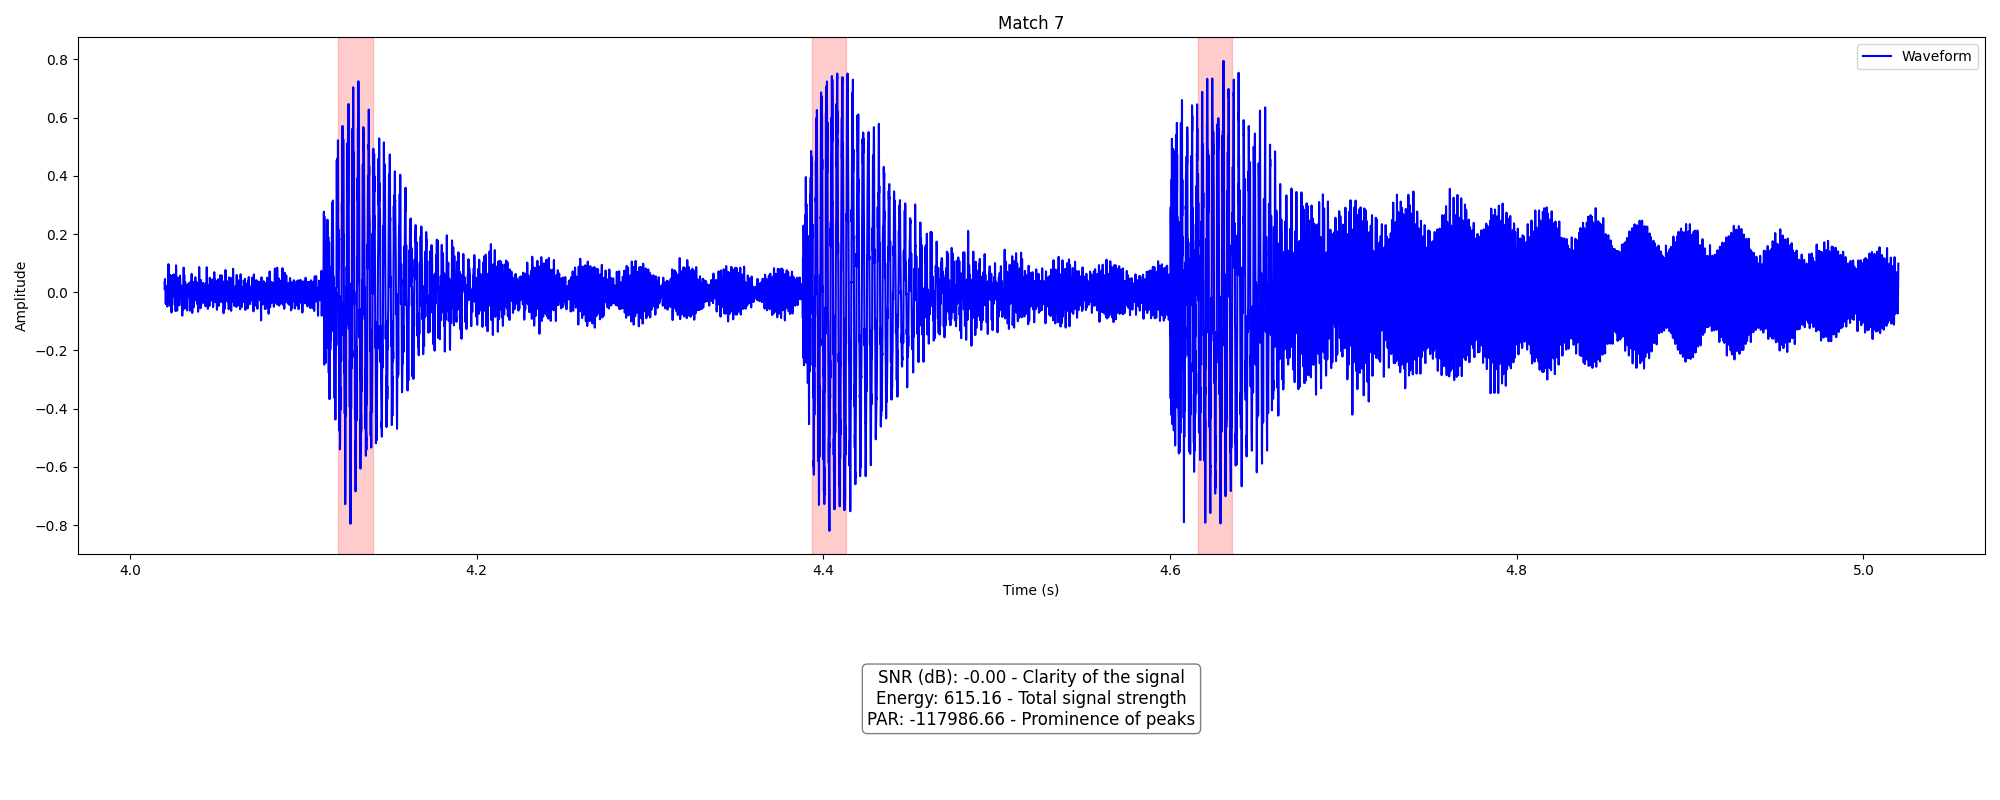 Match 7
Waveform
Amplitude
0.8
0.6
0.4
0.2
0.0
−0.2
−0.4
−0.6
−0.8
4.0 4.2 4.4 4.6 4.8 5.0
Time (s)
SNR (dB): -0.00 - Clarity of the signal
Energy: 615.16 - Total signal strength
PAR: -117986.66 - Prominence of peaks